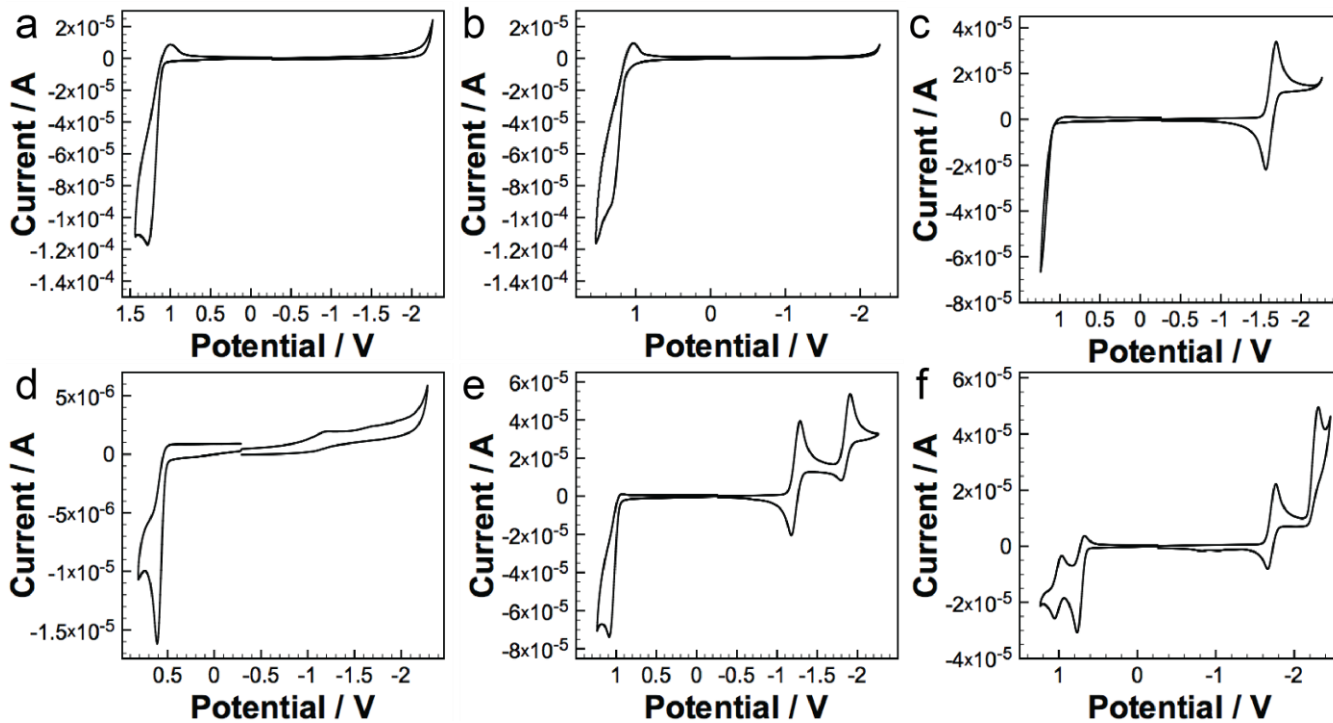 a
2x10⁻⁵
0
-2x10⁻⁵
-4x10⁻⁵
-6x10⁻⁵
-8x10⁻⁵
-1x10⁻⁴
-1.2x10⁻⁴
-1.4x10⁻⁴
Current / A
1.5 1 0.5 0 -0.5 -1 -1.5 -2
Potential / V
b
2x10⁻⁵
0
-2x10⁻⁵
-4x10⁻⁵
-6x10⁻⁵
-8x10⁻⁵
-1x10⁻⁴
-1.2x10⁻⁴
-1.4x10⁻⁴
Current / A
1 0 -1 -2
Potential / V
c
4x10⁻⁵
2x10⁻⁵
0
-2x10⁻⁵
-4x10⁻⁵
-6x10⁻⁵
-8x10⁻⁵
Current / A
1 0.5 0 -0.5 -1 -1.5 -2
Potential / V
d
5x10⁻⁶
0
-5x10⁻⁶
-1x10⁻⁵
-1.5x10⁻⁵
Current / A
0.5 0 -0.5 -1 -1.5 -2
Potential / V
e
6x10⁻⁵
4x10⁻⁵
2x10⁻⁵
0
-2x10⁻⁵
-4x10⁻⁵
-6x10⁻⁵
-8x10⁻⁵
Current / A
1 0.5 0 -0.5 -1 -1.5 -2
Potential / V
f
6x10⁻⁵
4x10⁻⁵
2x10⁻⁵
0
-2x10⁻⁵
-4x10⁻⁵
Current / A
1 0 -1 -2
Potential / V